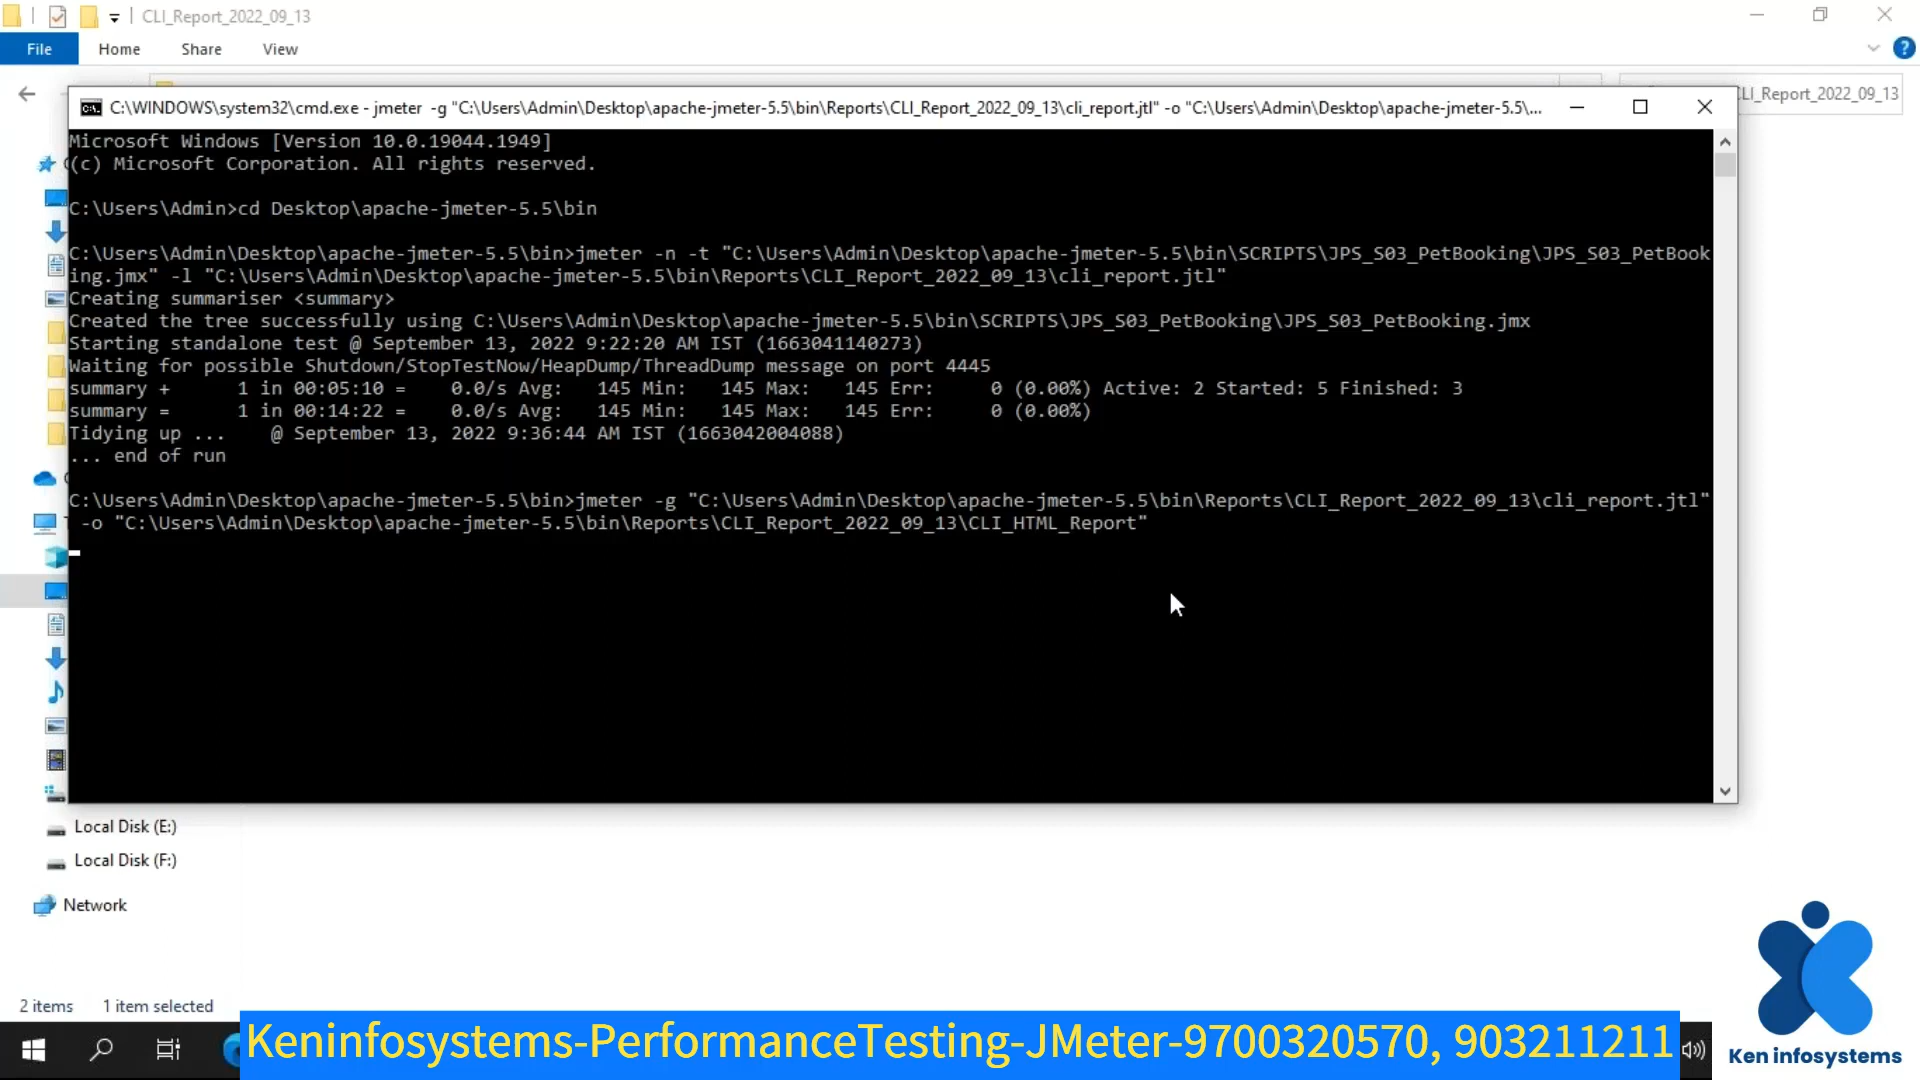 CLI_Report_2022_09_13
File Home Share View
C:\WINDOWS\system32\cmd.exe - jmeter -g "C:\Users\Admin\Desktop\apache-jmeter-5.5\bin\Reports\CLI_Report_2022_09_13\cli_report.jtl" -o "C:\Users\Admin\Desktop\apache-jmeter-5.5\...
LI_Report_2022_09_13
Microsoft Windows [Version 10.0.19044.1949]
(c) Microsoft Corporation. All rights reserved.
C:\Users\Admin>cd Desktop\apache-jmeter-5.5\bin
C:\Users\Admin\Desktop\apache-jmeter-5.5\bin>jmeter -n -t "C:\Users\Admin\Desktop\apache-jmeter-5.5\bin\SCRIPTS\JPS_S03_PetBooking\JPS_S03_PetBook
ing.jmx" -l "C:\Users\Admin\Desktop\apache-jmeter-5.5\bin\Reports\CLI_Report_2022_09_13\cli_report.jtl"
Creating summariser <summary>
Created the tree successfully using C:\Users\Admin\Desktop\apache-jmeter-5.5\bin\SCRIPTS\JPS_S03_PetBooking\JPS_S03_PetBooking.jmx
Starting standalone test @ September 13, 2022 9:22:20 AM IST (1663041140273)
Waiting for possible Shutdown/StopTestNow/HeapDump/ThreadDump message on port 4445
summary +      1 in 00:05:10 =    0.0/s Avg:   145 Min:   145 Max:   145 Err:     0 (0.00%) Active: 2 Started: 5 Finished: 3
summary =      1 in 00:14:22 =    0.0/s Avg:   145 Min:   145 Max:   145 Err:     0 (0.00%)
Tidying up ...    @ September 13, 2022 9:36:44 AM IST (1663042004088)
... end of run
C:\Users\Admin\Desktop\apache-jmeter-5.5\bin>jmeter -g "C:\Users\Admin\Desktop\apache-jmeter-5.5\bin\Reports\CLI_Report_2022_09_13\cli_report.jtl"
-o "C:\Users\Admin\Desktop\apache-jmeter-5.5\bin\Reports\CLI_Report_2022_09_13\CLI_HTML_Report"
Local Disk (E:)
Local Disk (F:)
Network
2 items 1 item selected
Keninfosystems-PerformanceTesting-JMeter-9700320570, 903211211
Ken infosystems